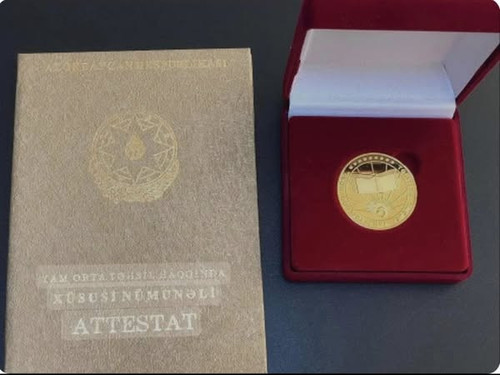 AZƏRBAYCAN RESPUBLİKASI
TAM ORTA TƏHSİL HAQQINDA
XÜSUSİ NÜMUNƏLİ
ATTESTAT